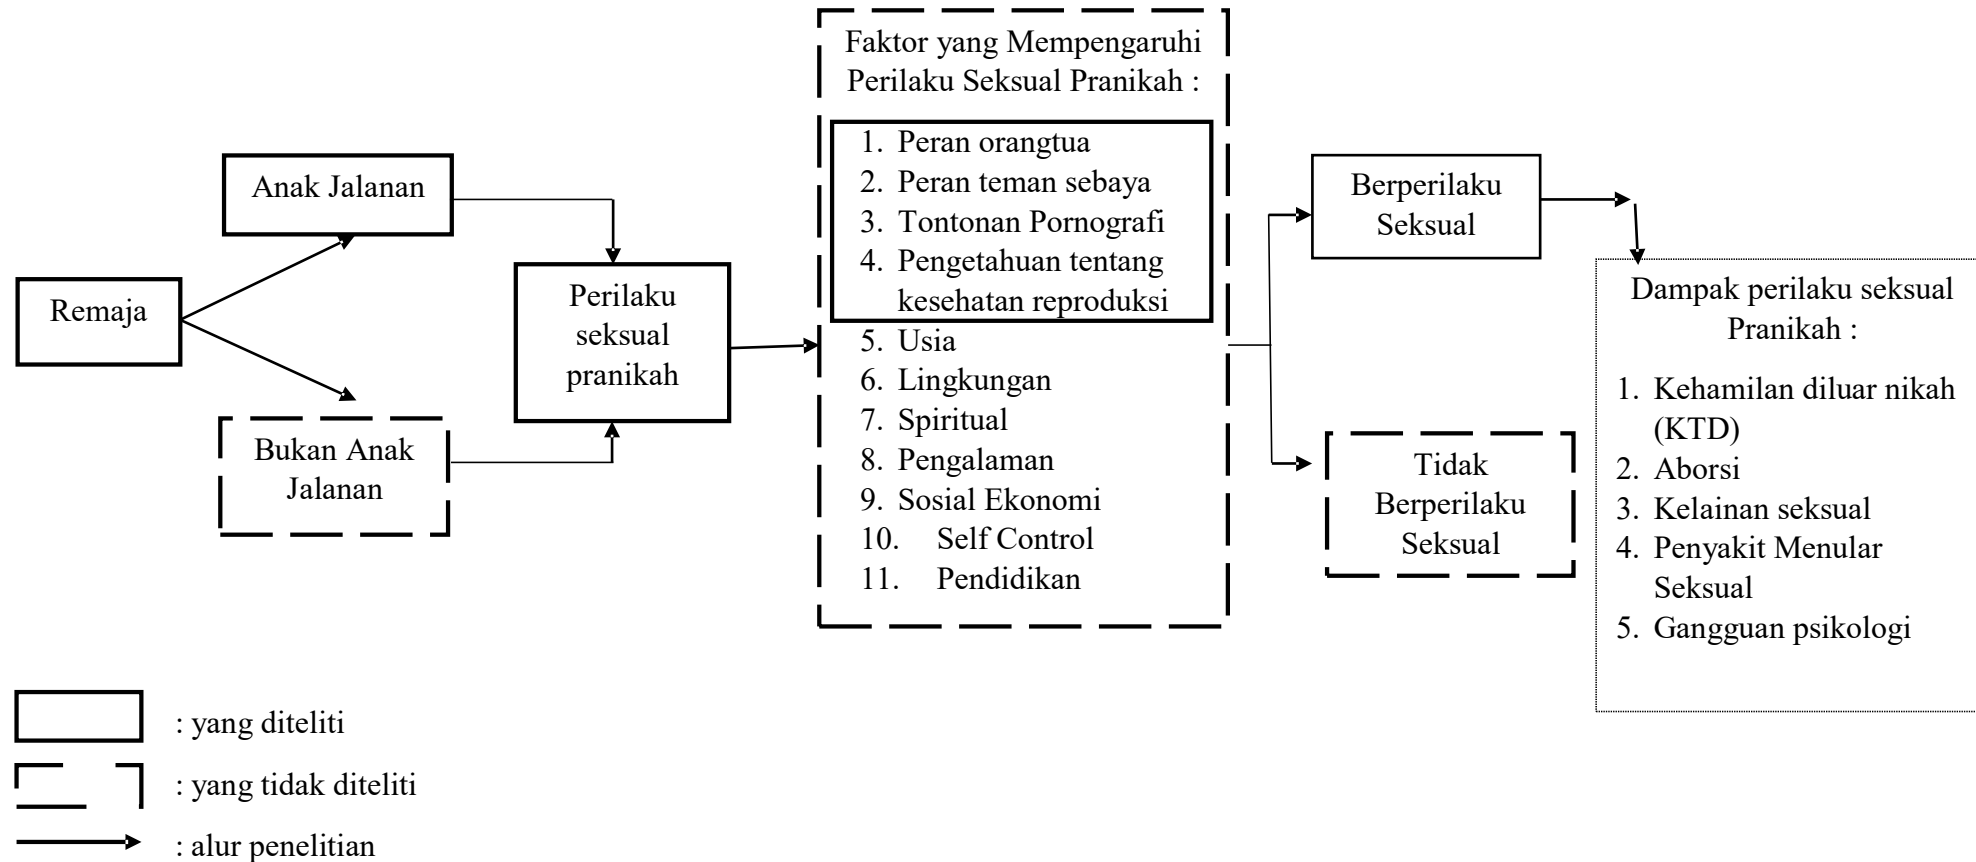 Remaja
Anak Jalanan
Bukan Anak
Jalanan
Perilaku
seksual
pranikah
Faktor yang Mempengaruhi
Perilaku Seksual Pranikah :
1. Peran orangtua
2. Peran teman sebaya
3. Tontonan Pornografi
4. Pengetahuan tentang
kesehatan reproduksi
5. Usia
6. Lingkungan
7. Spiritual
8. Pengalaman
9. Sosial Ekonomi
10. Self Control
11. Pendidikan
Berperilaku
Seksual
Tidak
Berperilaku
Seksual
Dampak perilaku seksual
Pranikah :
1. Kehamilan diluar nikah
(KTD)
2. Aborsi
3. Kelainan seksual
4. Penyakit Menular
Seksual
5. Gangguan psikologi
: yang diteliti
: yang tidak diteliti
: alur penelitian